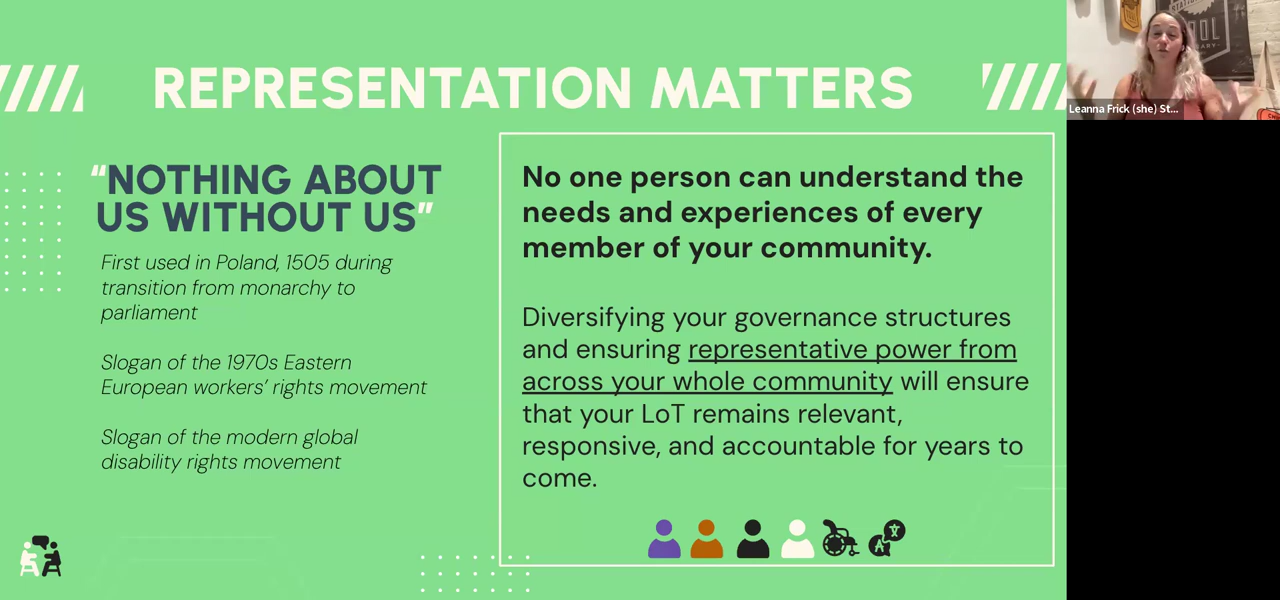 REPRESENTATION MATTERS
“NOTHING ABOUT
US WITHOUT US”
First used in Poland, 1505 during
transition from monarchy to
parliament
Slogan of the 1970s Eastern
European workers’ rights movement
Slogan of the modern global
disability rights movement
No one person can understand the
needs and experiences of every
member of your community.
Diversifying your governance structures
and ensuring representative power from
across your whole community will ensure
that your LoT remains relevant,
responsive, and accountable for years to
come.
A
Leanna Frick (she) St...